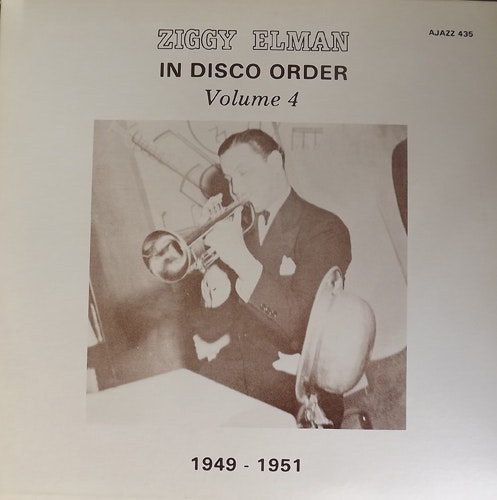 ZIGGY ELMAN
AJAZZ 435
IN DISCO ORDER
Volume 4
1949 - 1951